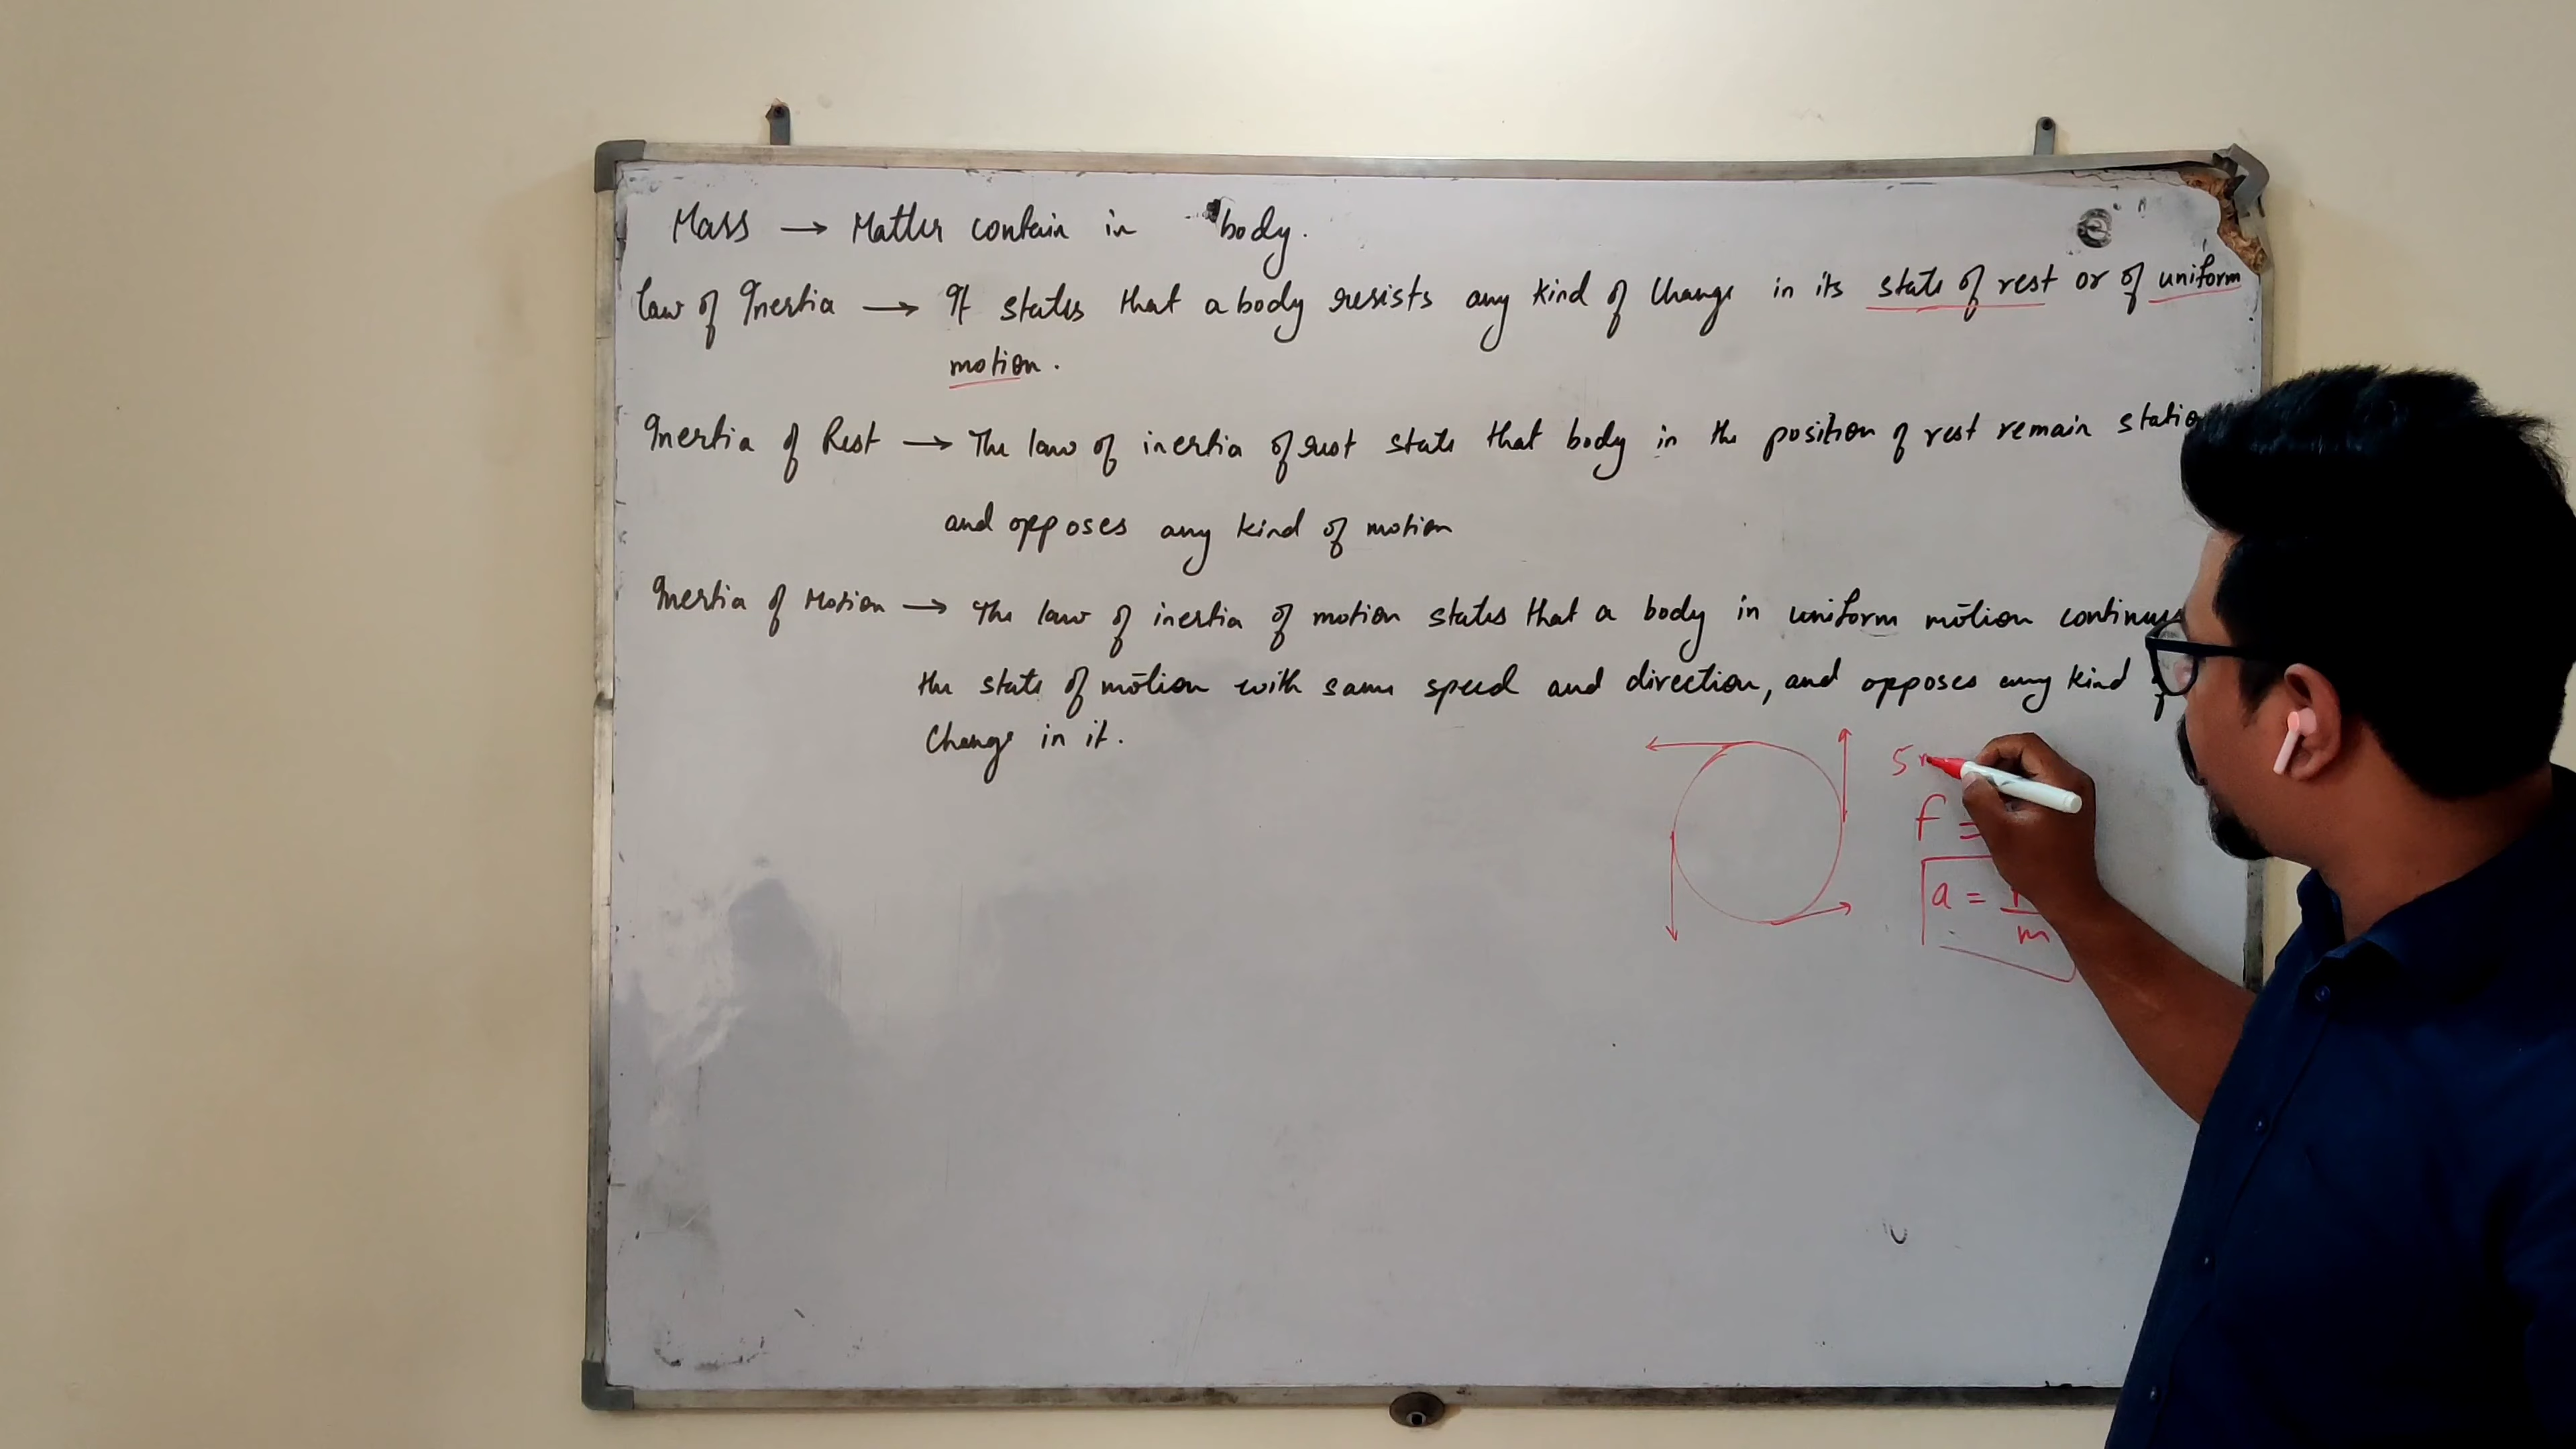 Mass → Matter contain in body.
Law of Inertia → It states that a body resists any kind of change in its state of rest or of uniform
motion.
Inertia of Rest → The law of inertia of rest state that body in the position of rest remain
and opposes any kind of motion
Inertia of Motion → The law of inertia of motion states that a body in uniform motion
the state of motion with same speed and direction, and opposes any kind
change in it.
5
f =
a = F/m